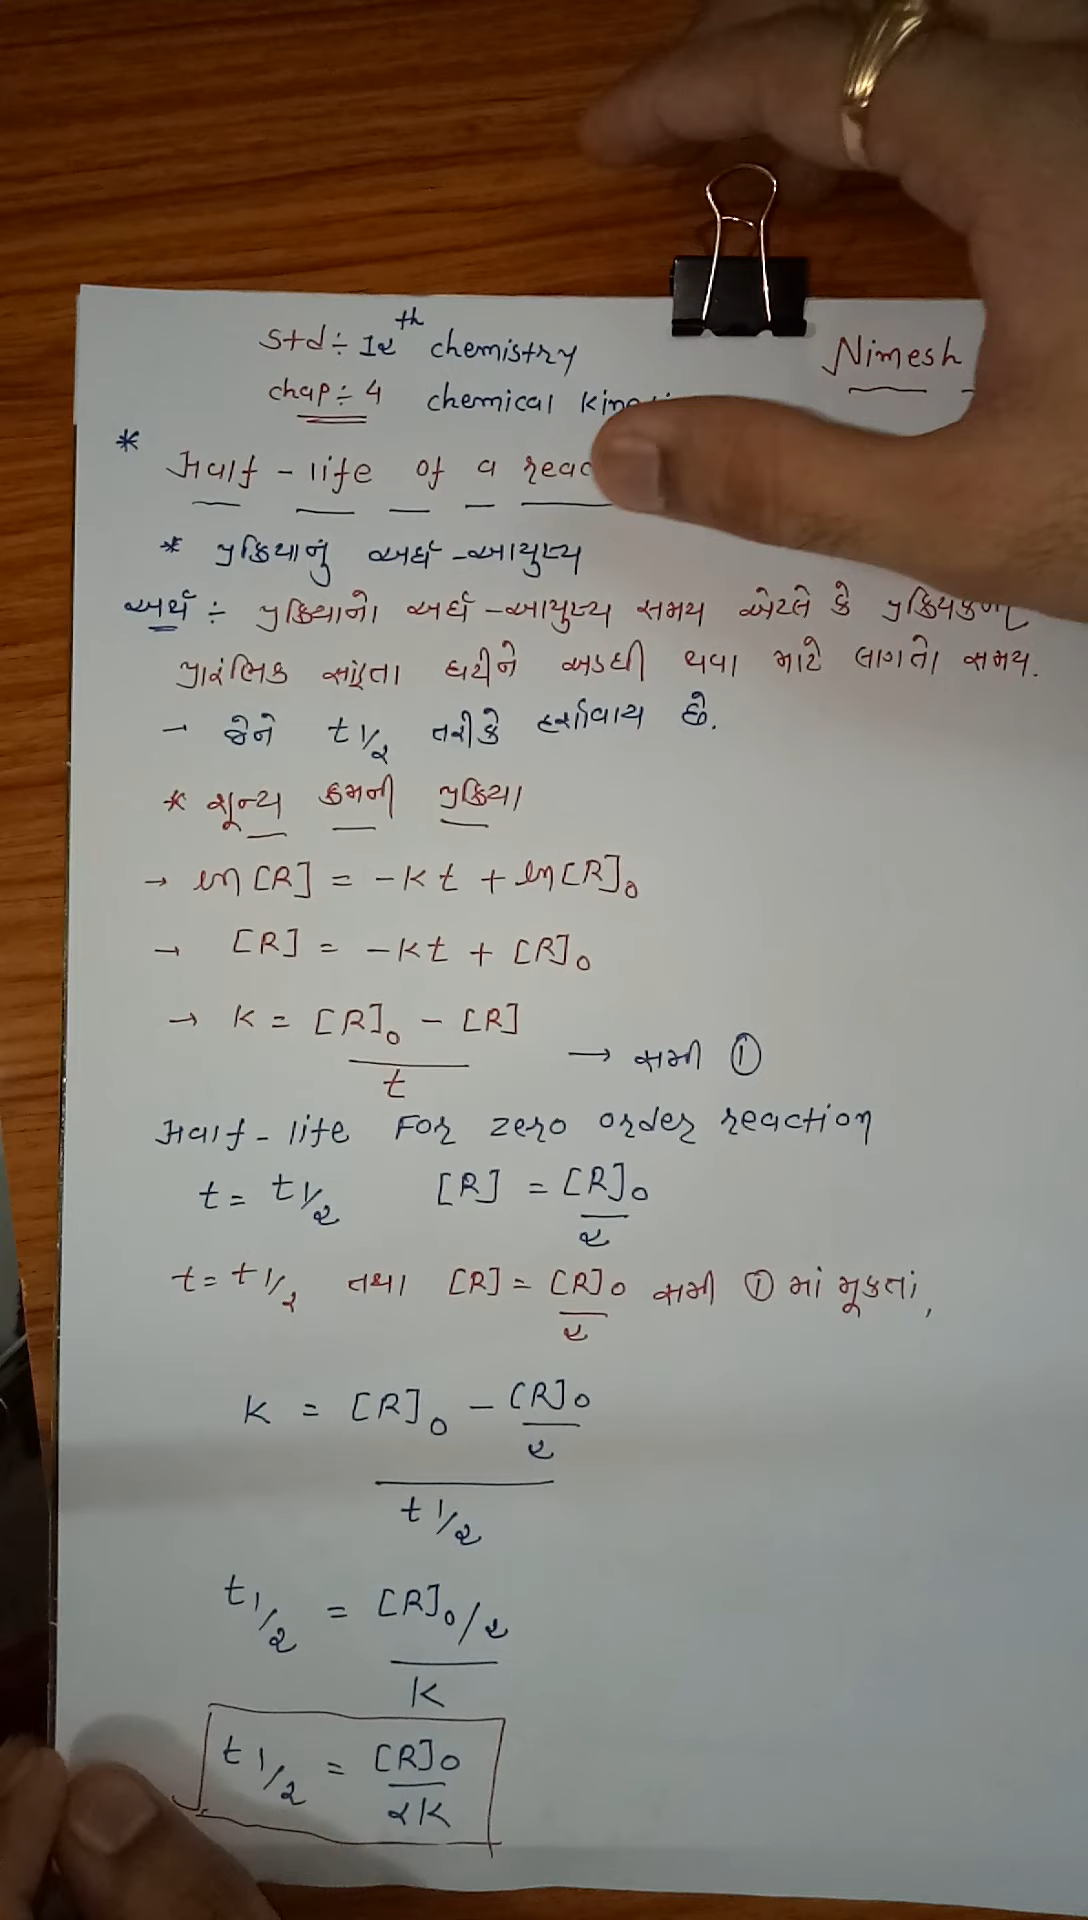 Std÷ 12th chemistry
Nimesh
chap÷ 4 chemical
* Half-life of a
* પ્રક્રિયાનું અર્ધ-આયુષ્ય
અર્થ ÷ પ્રક્રિયાનો અર્ધ-આયુષ્ય સમય એટલે કે
પ્રારંભિક સાંદ્રતા ઘટીને અડધી થવા માટે લાગતો સમય.
→ જેને t1/2 તરીકે દર્શાવાય છે.
* શૂન્ય ક્રમની પ્રક્રિયા
→ ln[R] = -kt + ln[R]0
→ [R] = -kt + [R]0
→ K = [R]0 - [R] / t → સમી ①
Half-life For zero order reaction
t = t1/2 [R] = [R]0 / 2
t = t1/2 તથા [R] = [R]0 / 2 સમી ① માં મૂકતાં,
K = [R]0 - [R]0 / 2 / t1/2
t1/2 = [R]0/2 / K
t1/2 = [R]0 / 2K